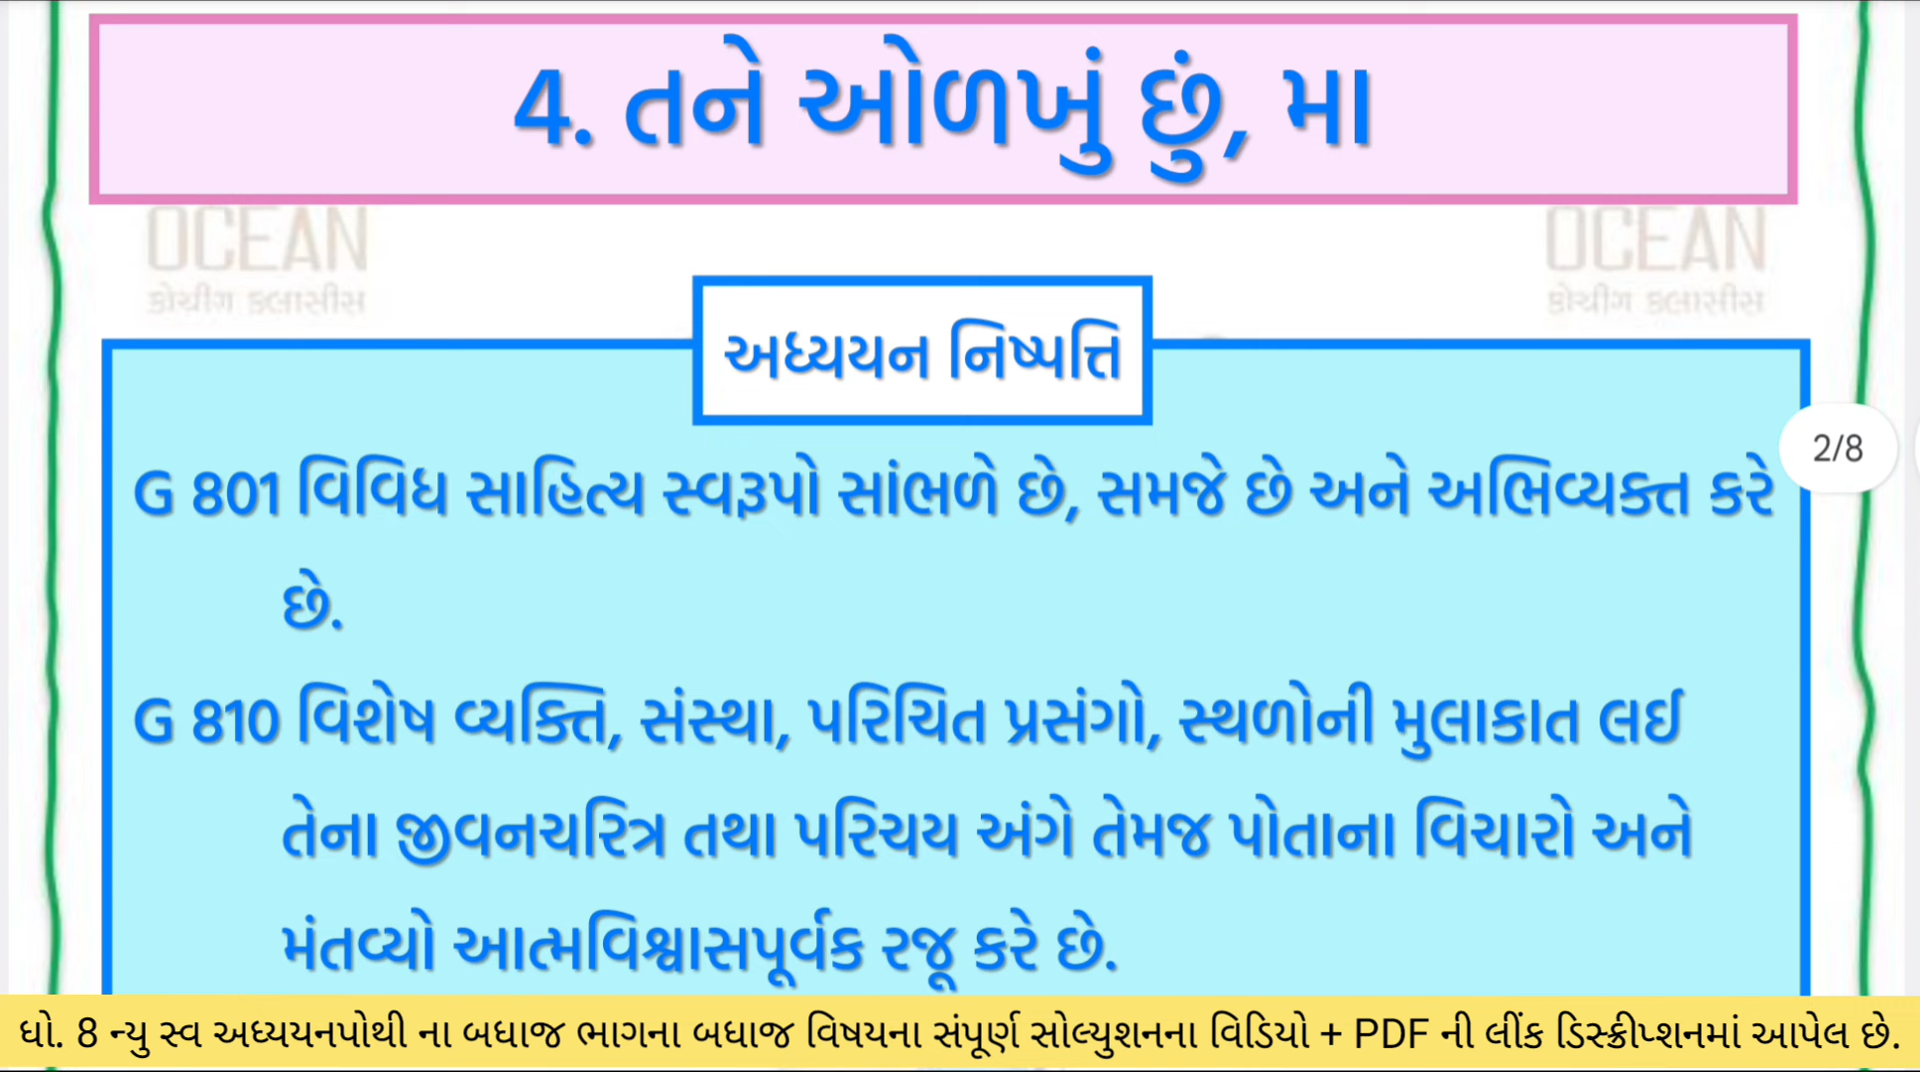 4. તને ઓળખું છું, મા
OCEAN
કોચીંગ કલાસીસ
OCEAN
કોચીંગ કલાસીસ
અધ્યયન નિષ્પત્તિ
2/8
G 801 વિવિધ સાહિત્ય સ્વરૂપો સાંભળે છે, સમજે છે અને અભિવ્યક્ત કરે
છે.
G 810 વિશેષ વ્યક્તિ, સંસ્થા, પરિચિત પ્રસંગો, સ્થળોની મુલાકાત લઈ
તેના જીવનચરિત્ર તથા પરિચય અંગે તેમજ પોતાના વિચારો અને
મંતવ્યો આત્મવિશ્વાસપૂર્વક રજૂ કરે છે.
ધો. 8 ન્યુ સ્વ અધ્યયનપોથી ના બધાજ ભાગના બધાજ વિષયના સંપૂર્ણ સોલ્યુશનના વિડિયો + PDF ની લીંક ડિસ્ક્રીપ્શનમાં આપેલ છે.